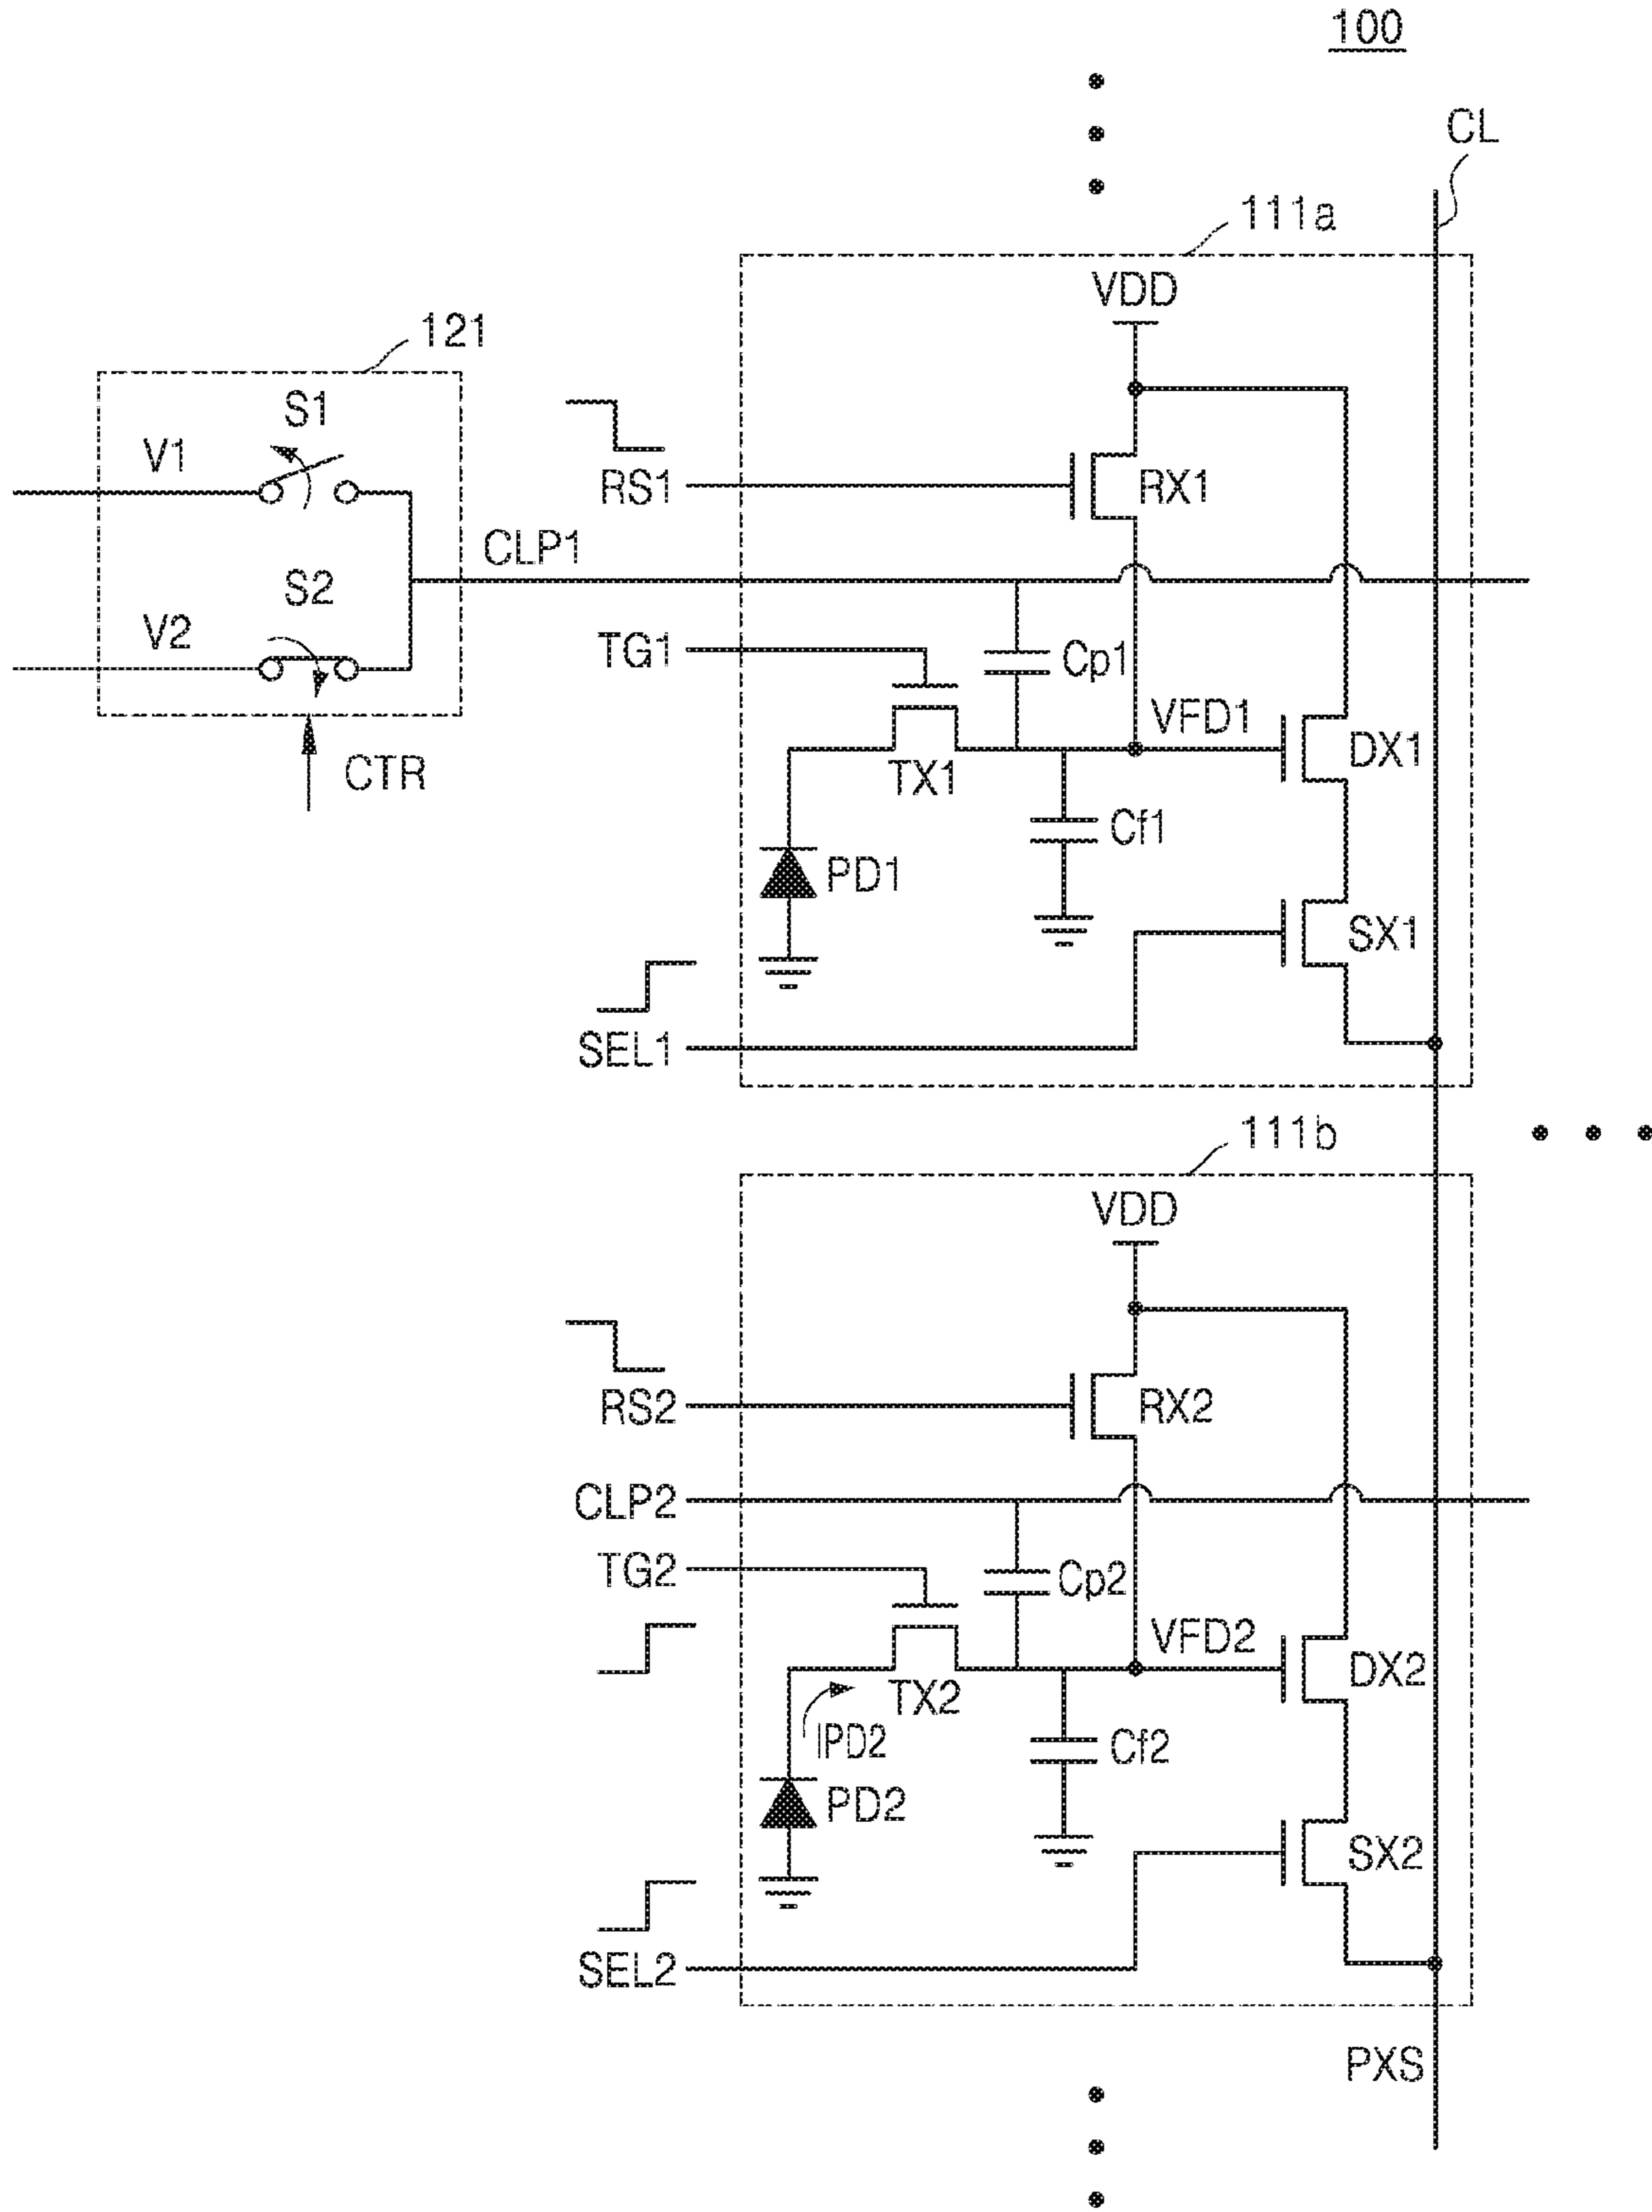 100
CL
111a
VDD
121
S1
V1
RS1
RX1
CLP1
S2
V2
TG1
Cp1
VFD1
DX1
TX1
CTR
Cf1
PD1
SX1
SEL1
111b
VDD
RS2
RX2
CLP2
TG2
Cp2
VFD2
DX2
TX2
IPD2
Cf2
PD2
SX2
SEL2
PXS